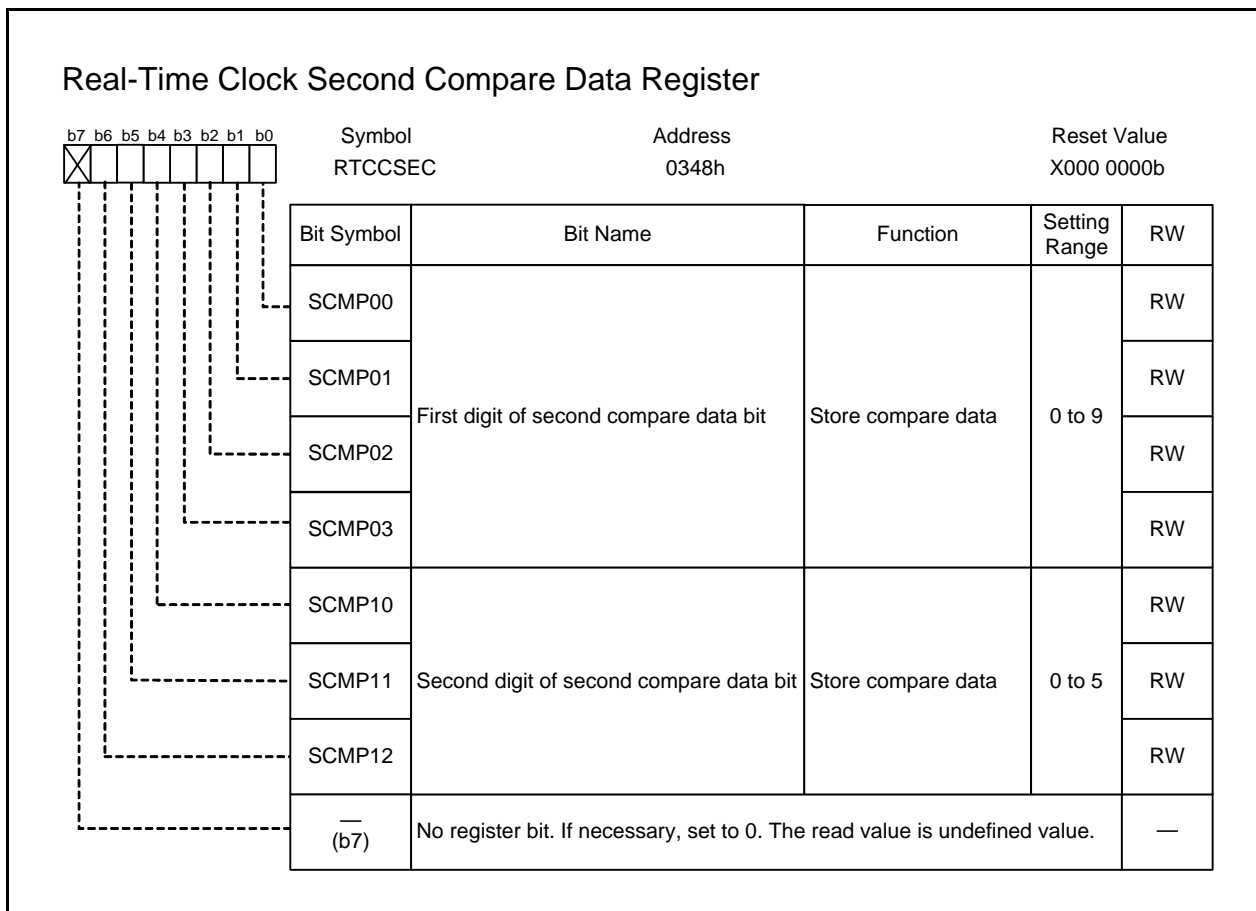 Real-Time Clock Second Compare Data Register
b7 b6 b5 b4 b3 b2 b1 b0
Symbol Address Reset Value
RTCCSEC 0348h X000 0000b
Bit Symbol Bit Name Function Setting Range RW
SCMP00 RW
SCMP01 RW
First digit of second compare data bit Store compare data 0 to 9
SCMP02 RW
SCMP03 RW
SCMP10 RW
SCMP11 Second digit of second compare data bit Store compare data 0 to 5 RW
SCMP12 RW
— (b7) No register bit. If necessary, set to 0. The read value is undefined value. —